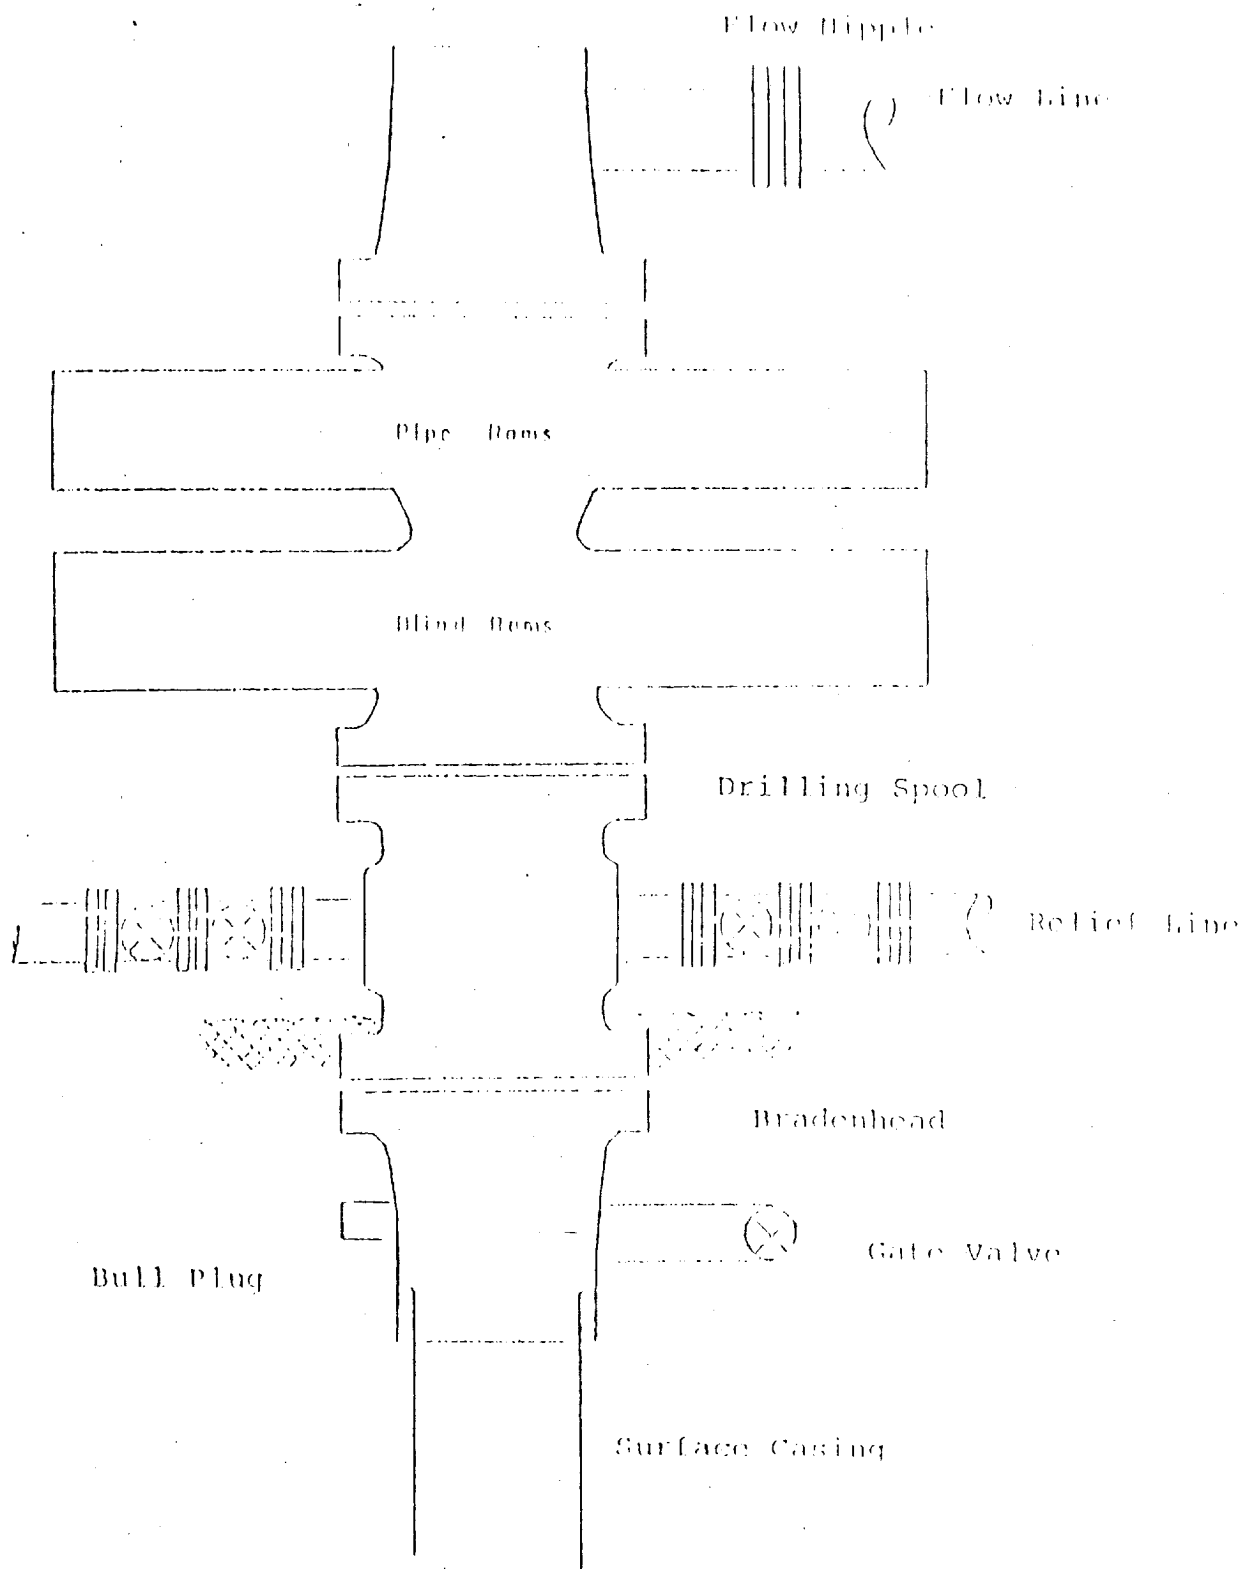 Flow Nipple
Flow Line
Pipe Rams
Blind Rams
Drilling Spool
Relief Line
Bradenhead
Gate Valve
Bull Plug
Surface Casing